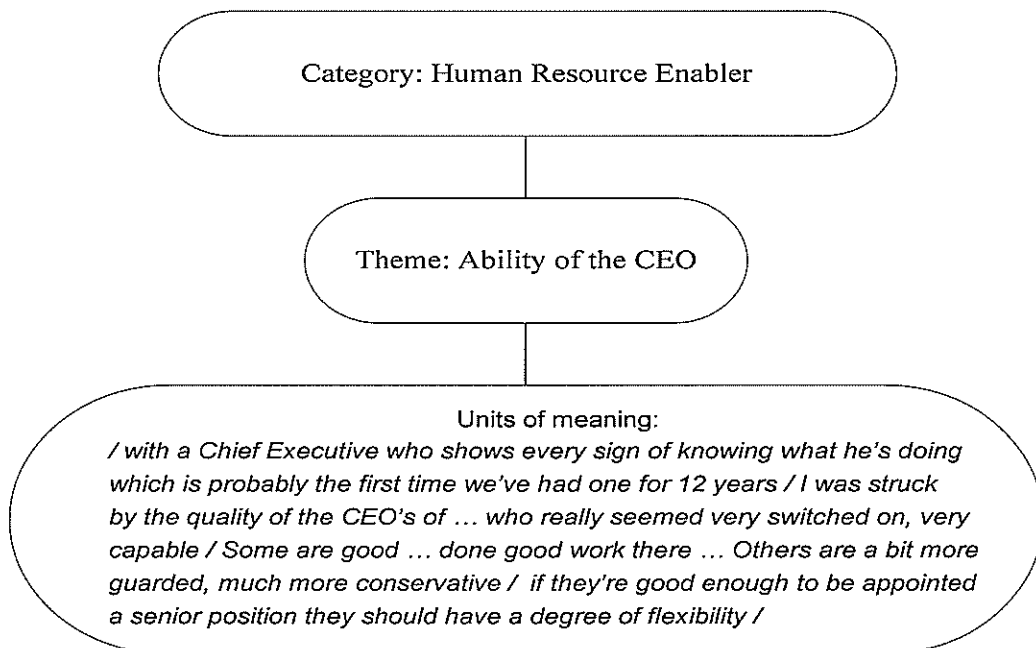 Category: Human Resource Enabler
Theme: Ability of the CEO
Units of meaning:
/ with a Chief Executive who shows every sign of knowing what he's doing
which is probably the first time we've had one for 12 years / I was struck
by the quality of the CEO's of … who really seemed very switched on, very
capable / Some are good … done good work there … Others are a bit more
guarded, much more conservative / if they're good enough to be appointed
a senior position they should have a degree of flexibility /